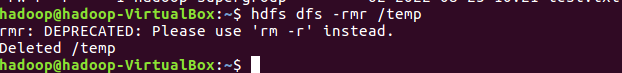 hadoop@hadoop-VirtualBox:~$ hdfs dfs -rmr /temp
rmr: DEPRECATED: Please use 'rm -r' instead.
Deleted /temp
hadoop@hadoop-VirtualBox:~$